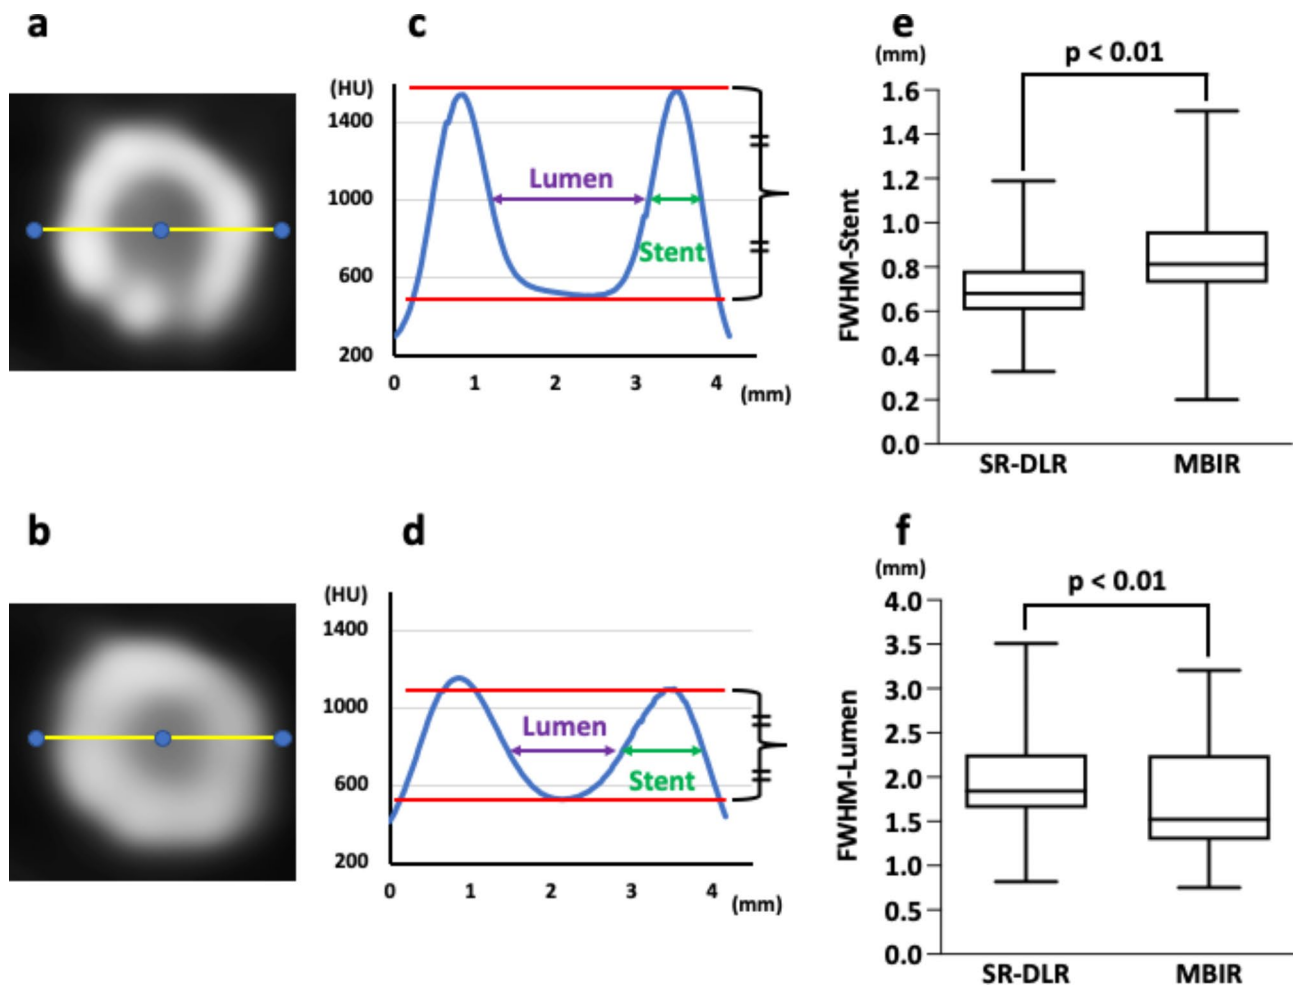 a
c
(HU)
1400
1000
600
200
Lumen
Stent
0 1 2 3 4
(mm)
e
(mm)
p < 0.01
1.6
1.4
1.2
1.0
0.8
0.6
0.4
0.2
0.0
FWHM-Stent
SR-DLR MBIR
b
d
(HU)
1400
1000
600
200
Lumen
Stent
0 1 2 3 4
(mm)
f
(mm)
p < 0.01
4.0
3.5
3.0
2.5
2.0
1.5
1.0
0.5
0.0
FWHM-Lumen
SR-DLR MBIR